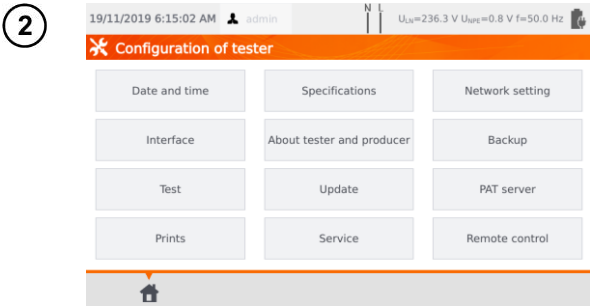 2
19/11/2019 6:15:02 AM admin N L U_LN=236.3 V U_NPE=0.8 V f=50.0 Hz
Configuration of tester
Date and time Specifications Network setting
Interface About tester and producer Backup
Test Update PAT server
Prints Service Remote control